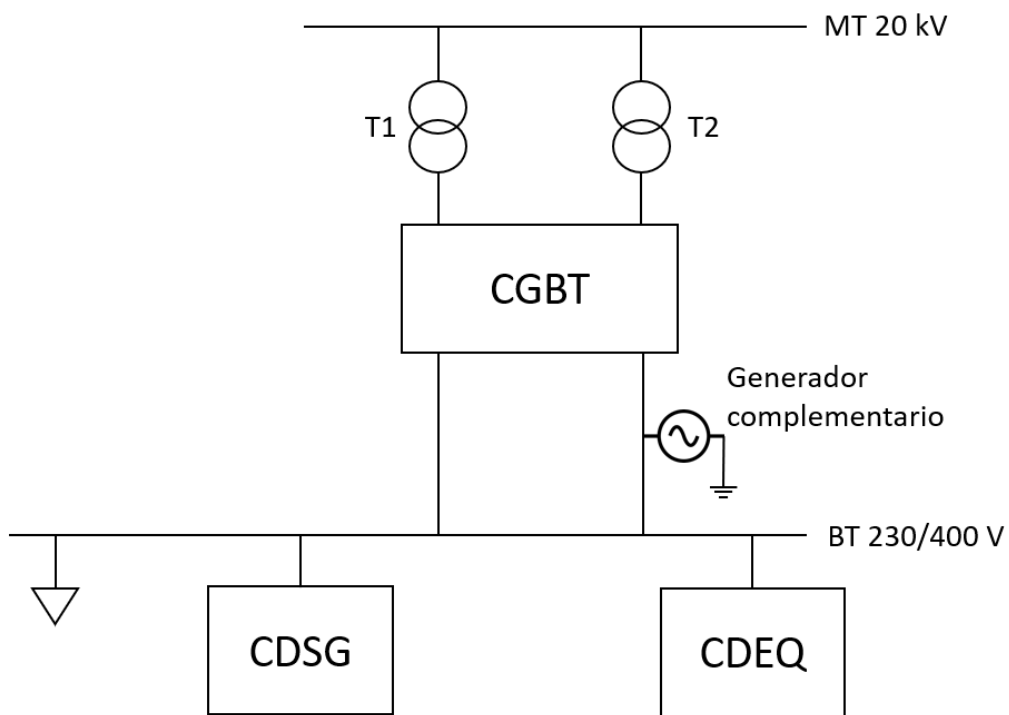 MT 20 kV
T1
T2
CGBT
Generador
complementario
BT 230/400 V
CDSG
CDEQ